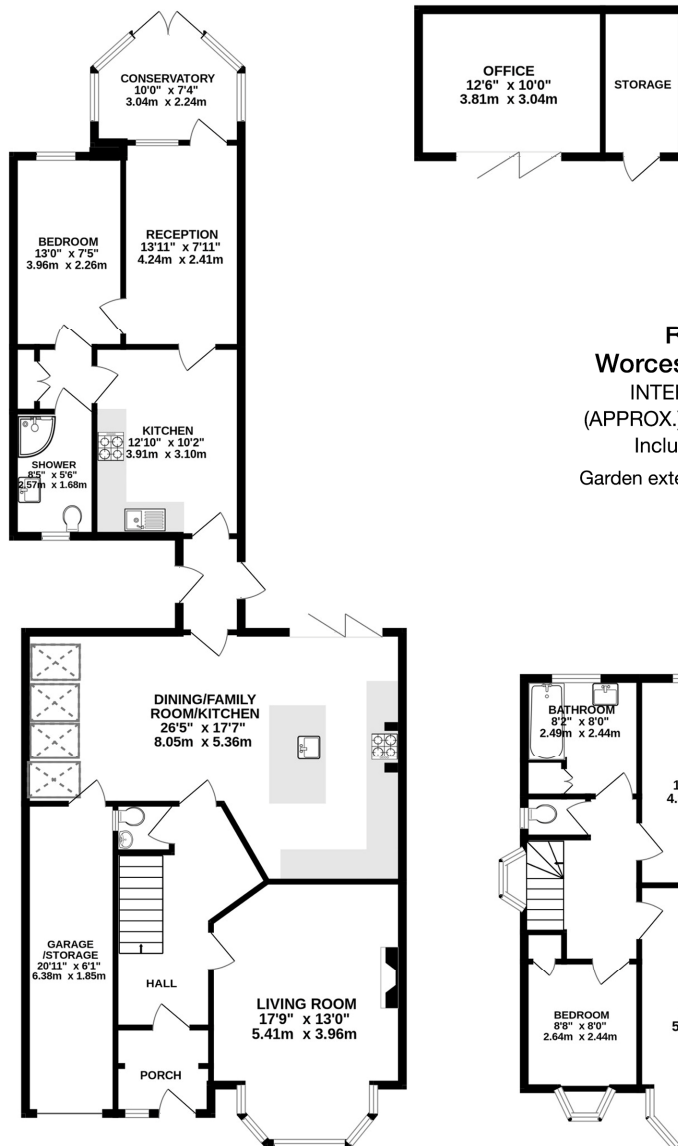 CONSERVATORY
10'0" x 7'4"
3.04m x 2.24m
OFFICE
12'6" x 10'0"
3.81m x 3.04m
STORAGE
BEDROOM
13'0" x 7'5"
3.96m x 2.26m
RECEPTION
13'11" x 7'11"
4.24m x 2.41m
KITCHEN
12'10" x 10'2"
3.91m x 3.10m
SHOWER
8'5" x 5'6"
2.57m x 1.68m
R
Worces
INTE
(APPROX.)
Inclu
Garden exte
DINING/FAMILY
ROOM/KITCHEN
26'5" x 17'7"
8.05m x 5.36m
GARAGE
/STORAGE
20'11" x 6'1"
6.38m x 1.85m
HALL
PORCH
LIVING ROOM
17'9" x 13'0"
5.41m x 3.96m
BATHROOM
8'2" x 8'0"
2.49m x 2.44m
1
4.
BEDROOM
8'8" x 8'0"
2.64m x 2.44m
5